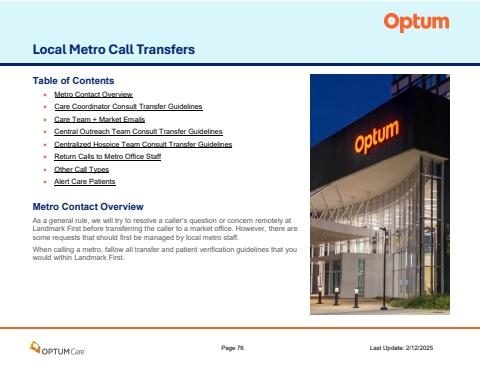 Optum
Local Metro Call Transfers
Table of Contents
• Metro Contact Overview
• Care Coordinator Consult Transfer Guidelines
• Care Team + Market Emails
• Central Outreach Team Consult Transfer Guidelines
• Centralized Hospice Team Consult Transfer Guidelines
• Return Calls to Metro Office Staff
• Other Call Types
• Alert Care Patients
Optum
Metro Contact Overview
As a general rule, we will try to resolve a caller's question or concern remotely at
Landmark First before transferring the caller to a market office. However, there are
some requests that should first be managed by local metro staff.
When calling a metro, follow all transfer and patient verification guidelines that you
would within Landmark First.
OPTUMCare
Page 76
Last Update: 2/12/2025